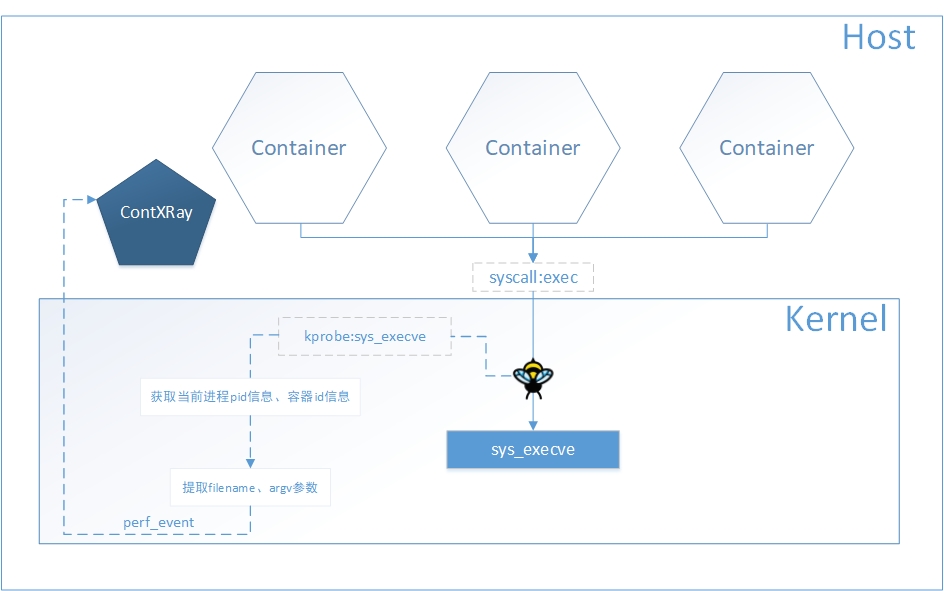 Host
Container
Container
Container
ContXRay
syscall:exec
Kernel
kprobe:sys_execve
获取当前进程pid信息、容器id信息
sys_execve
提取filename、argv参数
perf_event